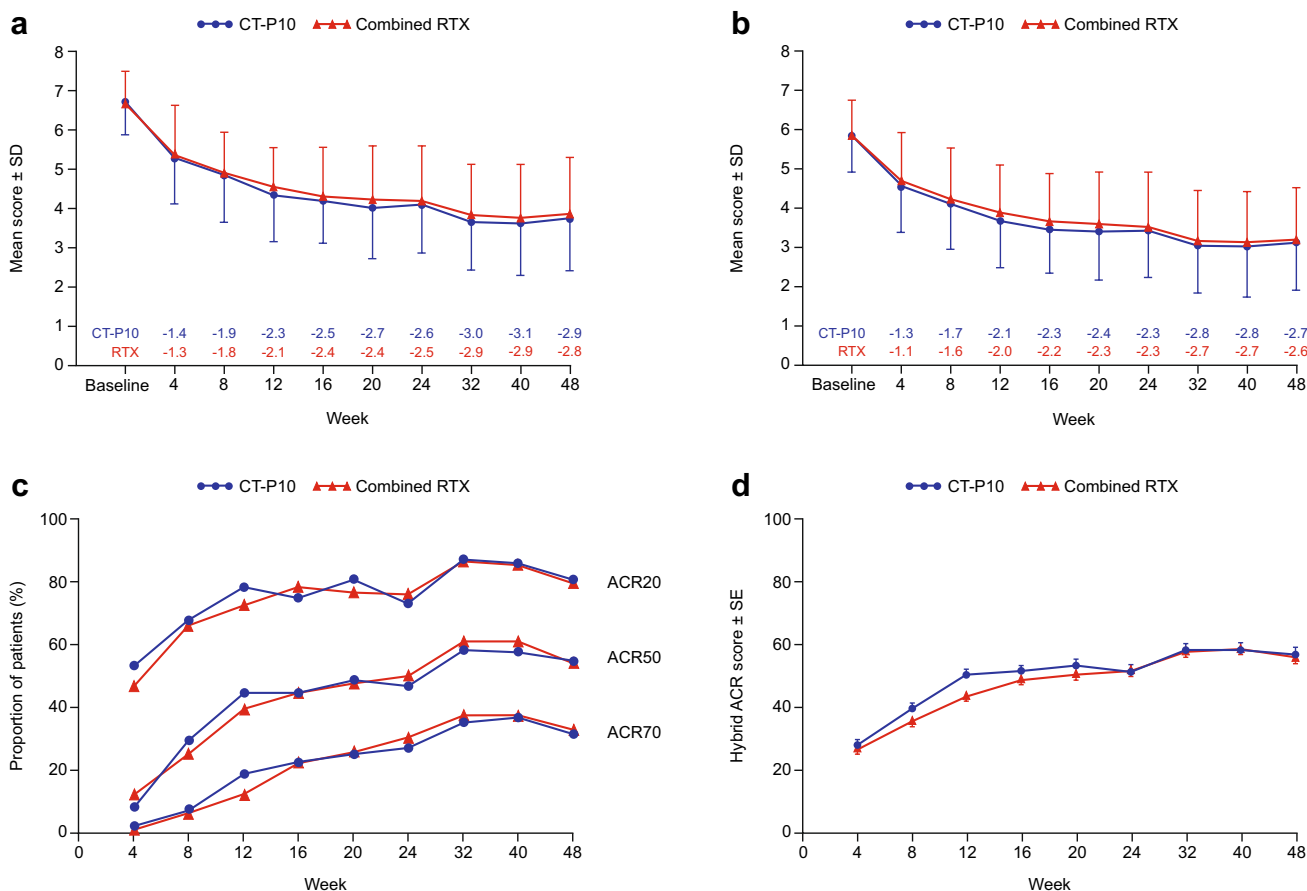 a
CT-P10 Combined RTX
Mean score ± SD
8
7
6
5
4
3
2
1
0
CT-P10 -1.4 -1.9 -2.3 -2.5 -2.7 -2.6 -3.0 -3.1 -2.9
RTX -1.3 -1.8 -2.1 -2.4 -2.4 -2.5 -2.9 -2.9 -2.8
Baseline 4 8 12 16 20 24 32 40 48
Week
b
CT-P10 Combined RTX
Mean score ± SD
8
7
6
5
4
3
2
1
0
CT-P10 -1.3 -1.7 -2.1 -2.3 -2.4 -2.3 -2.8 -2.8 -2.7
RTX -1.1 -1.6 -2.0 -2.2 -2.3 -2.3 -2.7 -2.7 -2.6
Baseline 4 8 12 16 20 24 32 40 48
Week
c
CT-P10 Combined RTX
Proportion of patients (%)
100
80
60
40
20
0
ACR20
ACR50
ACR70
0 4 8 12 16 20 24 32 40 48
Week
d
CT-P10 Combined RTX
Hybrid ACR score ± SE
100
80
60
40
20
0
0 4 8 12 16 20 24 32 40 48
Week